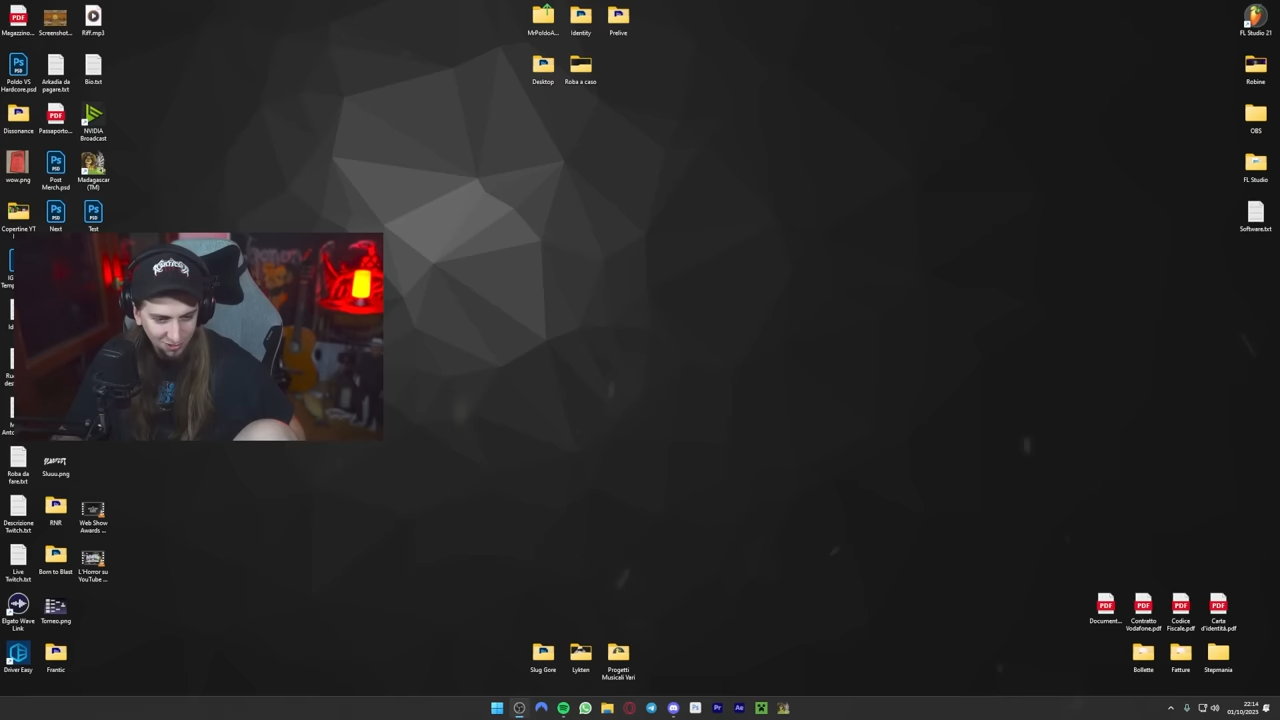 Magazzino...
Screenshot...
Riff.mp3
MrPoldoA...
Identity
Prelive
FL Studio 21
Poldo VS
Hardcore.psd
Arkadia da
pagare.txt
Bio.txt
Desktop
Roba a caso
Robine
Dissonance
Passaporto...
NVIDIA
Broadcast
OBS
wow.png
Post
Merch.psd
Madagascar
(TM)
FL Studio
Copertine YT
Next
Test
Software.txt
Roba da
fare.txt
Sluuu.png
Descrizione
Twitch.txt
RNR
Web Show
Awards ...
Live
Twitch.txt
Born to Blast
L'Horror su
YouTube ...
Elgato Wave
Link
Torneo.png
Document...
Contratto
Vodafone.pdf
Codice
Fiscale.pdf
Carta
d'identità.pdf
Driver Easy
Frantic
Slug Gore
Lykten
Progetti
Musicali Vari
Bollette
Fatture
Stepmania
22:14
01/10/2023